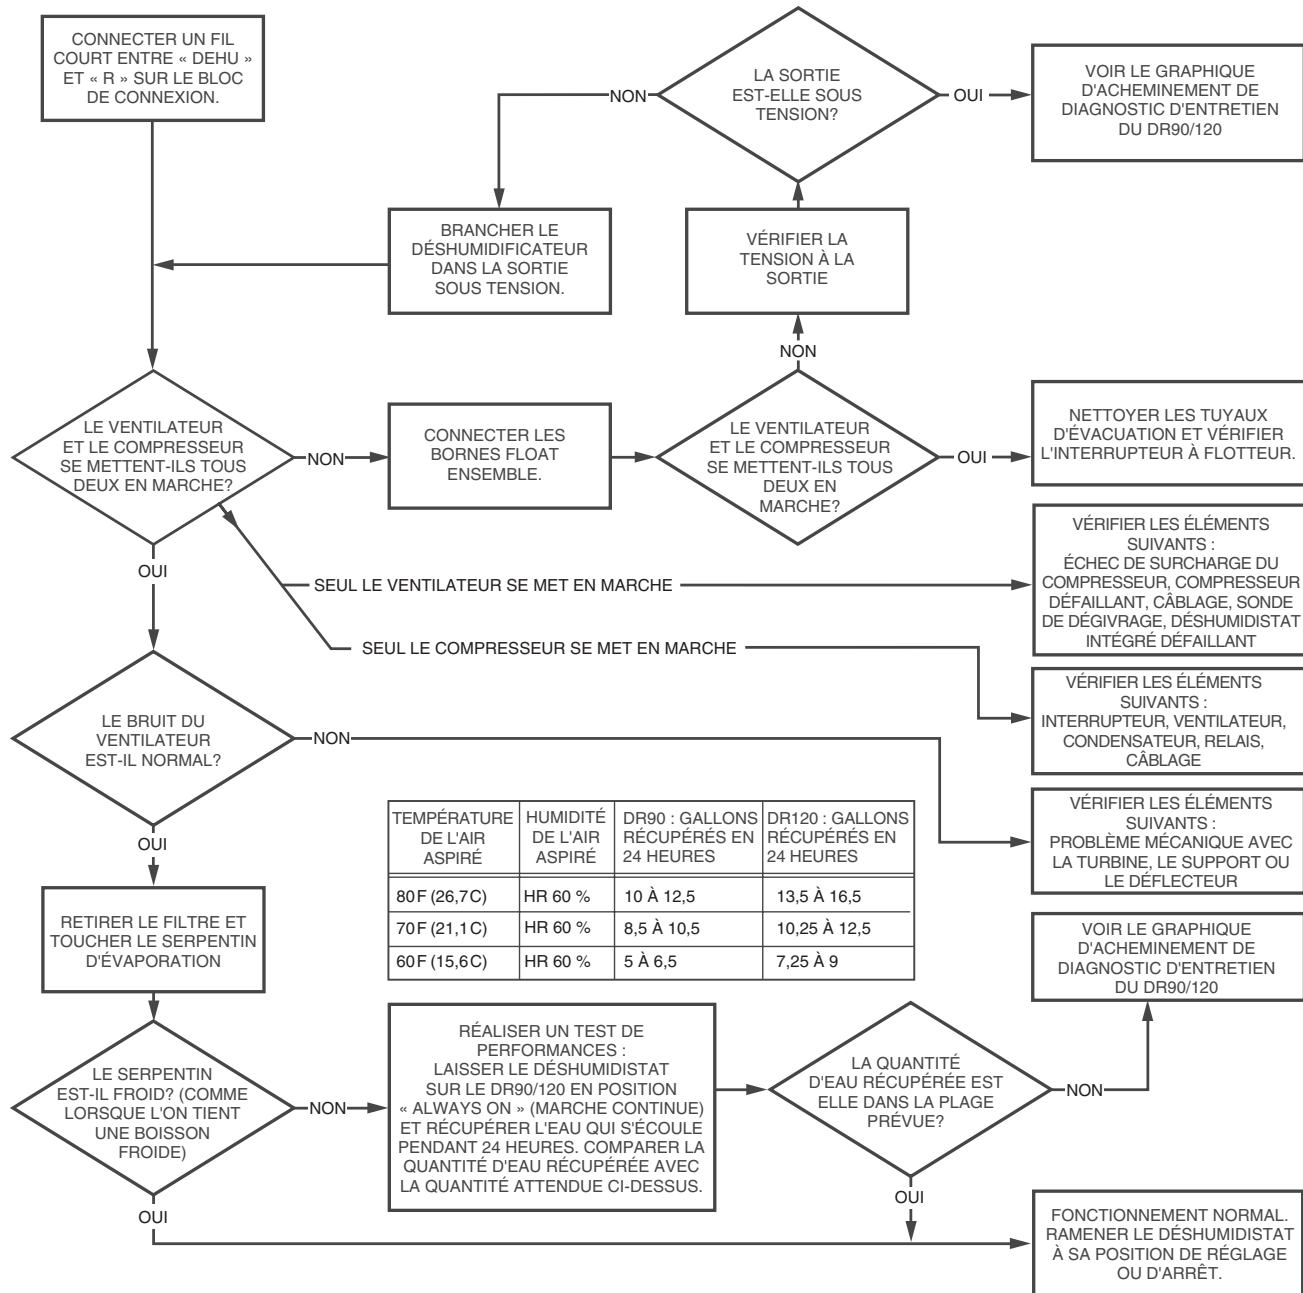 CONNECTER UN FIL
COURT ENTRE « DEHU »
ET « R » SUR LE BLOC
DE CONNEXION.
LA SORTIE
EST-ELLE SOUS
TENSION?
NON
OUI
VOIR LE GRAPHIQUE
D'ACHEMINEMENT DE
DIAGNOSTIC D'ENTRETIEN
DU DR90/120
BRANCHER LE
DÉSHUMIDIFICATEUR
DANS LA SORTIE
SOUS TENSION.
VÉRIFIER LA
TENSION À LA
SORTIE
NON
LE VENTILATEUR
ET LE COMPRESSEUR
SE METTENT-ILS TOUS
DEUX EN MARCHE?
NON
CONNECTER LES
BORNES FLOAT
ENSEMBLE.
LE VENTILATEUR
ET LE COMPRESSEUR
SE METTENT-ILS TOUS
DEUX EN
MARCHE?
OUI
NETTOYER LES TUYAUX
D'ÉVACUATION ET VÉRIFIER
L'INTERRUPTEUR À FLOTTEUR.
OUI
SEUL LE VENTILATEUR SE MET EN MARCHE
VÉRIFIER LES ÉLÉMENTS
SUIVANTS :
ÉCHEC DE SURCHARGE DU
COMPRESSEUR, COMPRESSEUR
DÉFAILLANT, CÂBLAGE, SONDE
DE DÉGIVRAGE, DÉSHUMIDISTAT
INTÉGRÉ DÉFAILLANT
SEUL LE COMPRESSEUR SE MET EN MARCHE
VÉRIFIER LES ÉLÉMENTS
SUIVANTS :
INTERRUPTEUR, VENTILATEUR,
CONDENSATEUR, RELAIS,
CÂBLAGE
LE BRUIT DU
VENTILATEUR
EST-IL NORMAL?
NON
VÉRIFIER LES ÉLÉMENTS
SUIVANTS :
PROBLÈME MÉCANIQUE AVEC
LA TURBINE, LE SUPPORT OU
LE DÉFLECTEUR
OUI
TEMPÉRATURE DE L'AIR ASPIRÉ HUMIDITÉ DE L'AIR ASPIRÉ DR90 : GALLONS RÉCUPÉRÉS EN 24 HEURES DR120 : GALLONS RÉCUPÉRÉS EN 24 HEURES
80F (26,7C) HR 60 % 10 À 12,5 13,5 À 16,5
70F (21,1C) HR 60 % 8,5 À 10,5 10,25 À 12,5
60F (15,6C) HR 60 % 5 À 6,5 7,25 À 9
RETIRER LE FILTRE ET
TOUCHER LE SERPENTIN
D'ÉVAPORATION
VOIR LE GRAPHIQUE
D'ACHEMINEMENT DE
DIAGNOSTIC D'ENTRETIEN
DU DR90/120
LE SERPENTIN
EST-IL FROID? (COMME
LORSQUE L'ON TIENT
UNE BOISSON
FROIDE)
NON
RÉALISER UN TEST DE
PERFORMANCES :
LAISSER LE DÉSHUMIDISTAT
SUR LE DR90/120 EN POSITION
« ALWAYS ON » (MARCHE CONTINUE)
ET RÉCUPÉRER L'EAU QUI S'ÉCOULE
PENDANT 24 HEURES. COMPARER LA
QUANTITÉ D'EAU RÉCUPÉRÉE AVEC
LA QUANTITÉ ATTENDUE CI-DESSUS.
LA QUANTITÉ
D'EAU RÉCUPÉRÉE EST
ELLE DANS LA PLAGE
PRÉVUE?
NON
OUI
OUI
FONCTIONNEMENT NORMAL.
RAMENER LE DÉSHUMIDISTAT
À SA POSITION DE RÉGLAGE
OU D'ARRÊT.